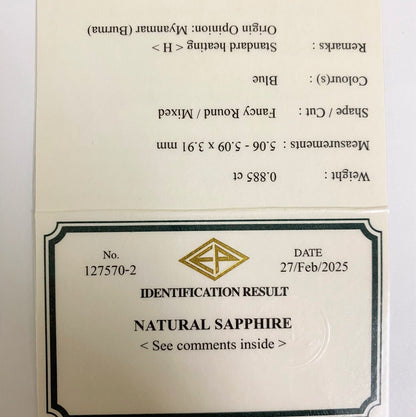 Weight : 0.885 ct
Measurements : 5.06 - 5.09 x 3.91 mm
Shape / Cut : Fancy Round / Mixed
Colour(s) : Blue
Remarks : Standard heating < H >
Origin Opinion: Myanmar (Burma)
No.
127570-2
DATE
27/Feb/2025
IDENTIFICATION RESULT
NATURAL SAPPHIRE
< See comments inside >